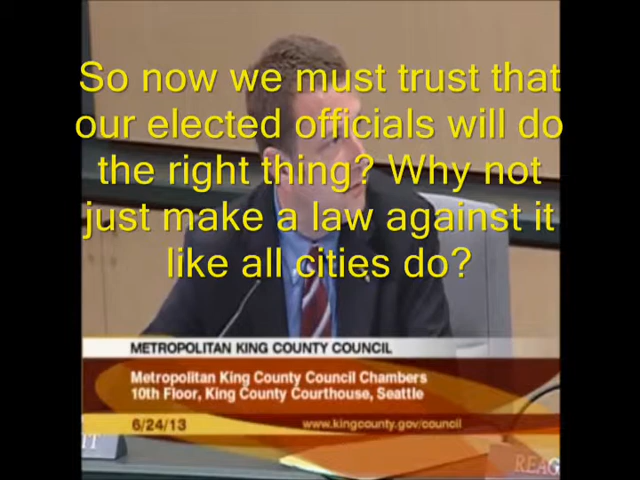 So now we must trust that
our elected officials will do
the right thing? Why not
just make a law against it
like all cities do?
METROPOLITAN KING COUNTY COUNCIL
Metropolitan King County Council Chambers
10th Floor, King County Courthouse, Seattle
6/24/13 www.kingcounty.gov/council
REAG